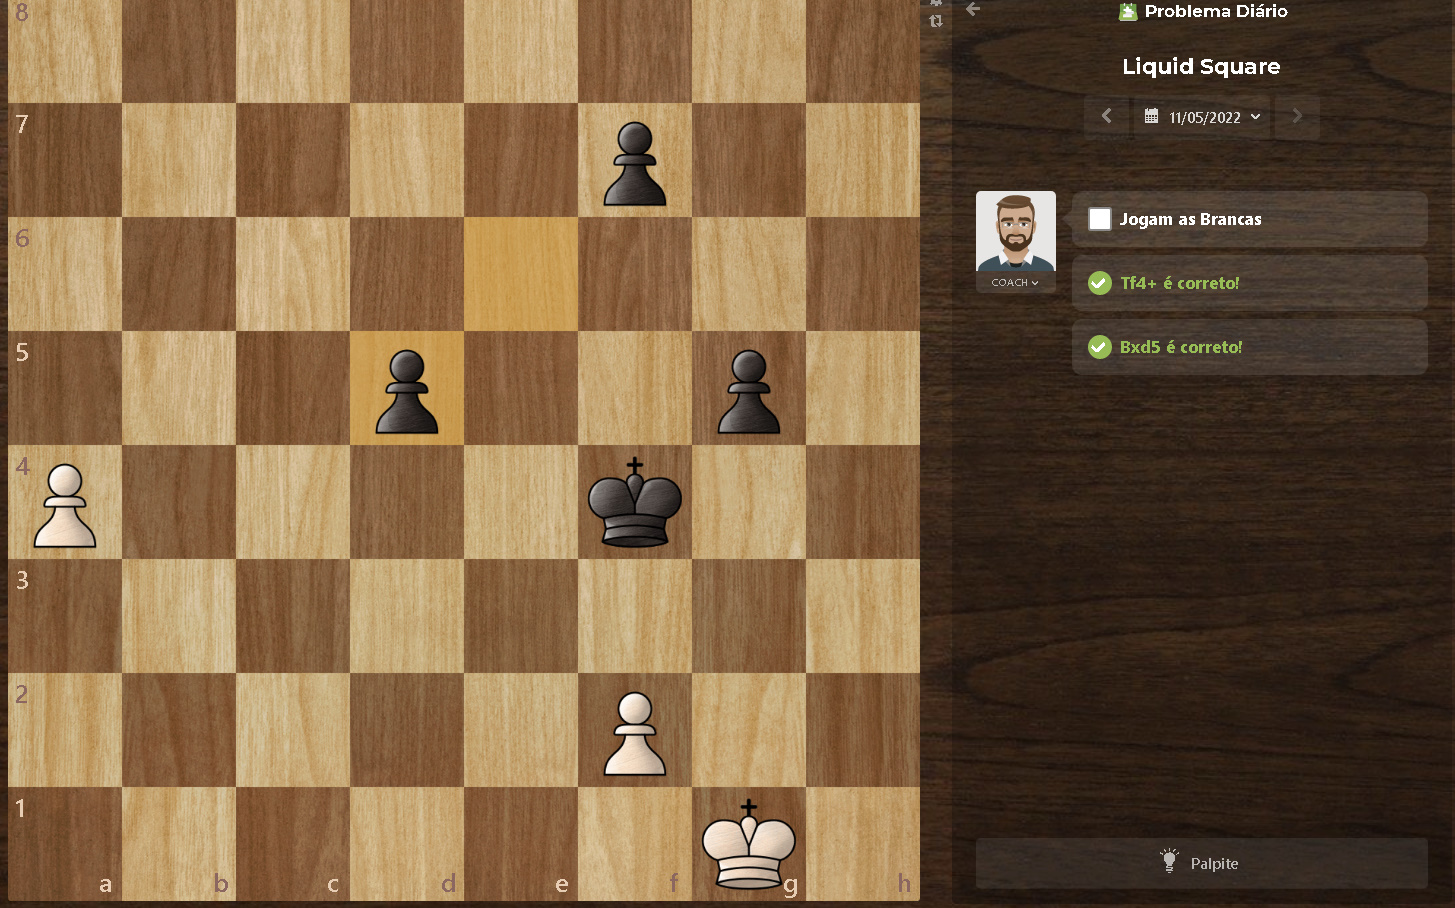 Problema Diário
Liquid Square
11/05/2022
Jogam as Brancas
COACH
Tf4+ é correto!
Bxd5 é correto!
Palpite
8
7
6
5
4
3
2
1
a b c d e f g h